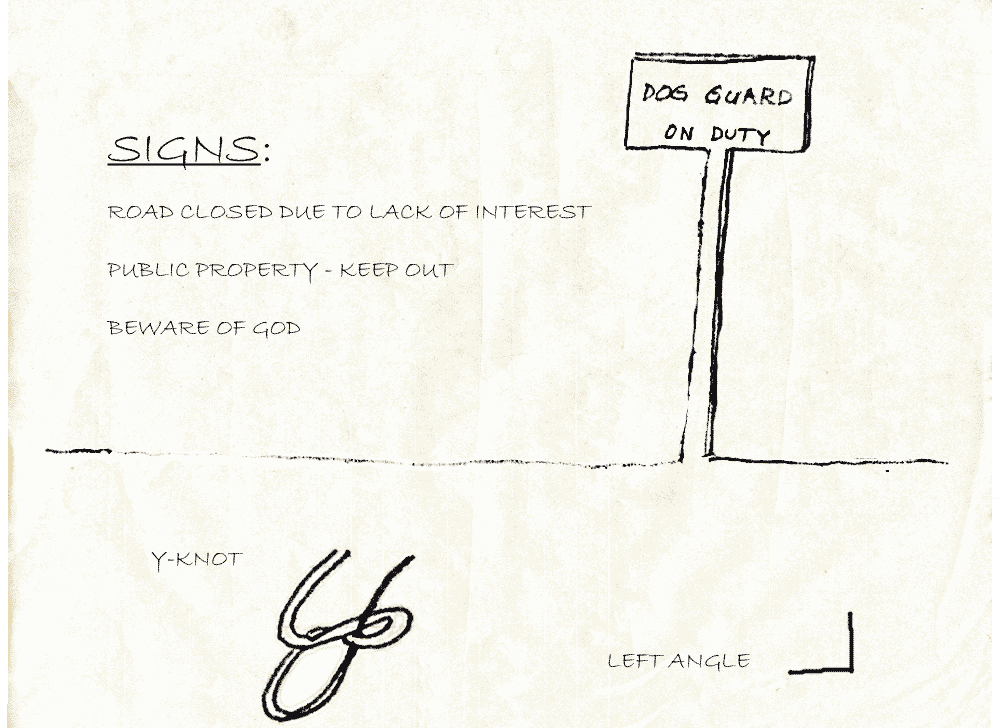 DOG GUARD
ON DUTY
SIGNS:
ROAD CLOSED DUE TO LACK OF INTEREST
PUBLIC PROPERTY - KEEP OUT
BEWARE OF GOD
Y-KNOT
LEFT ANGLE